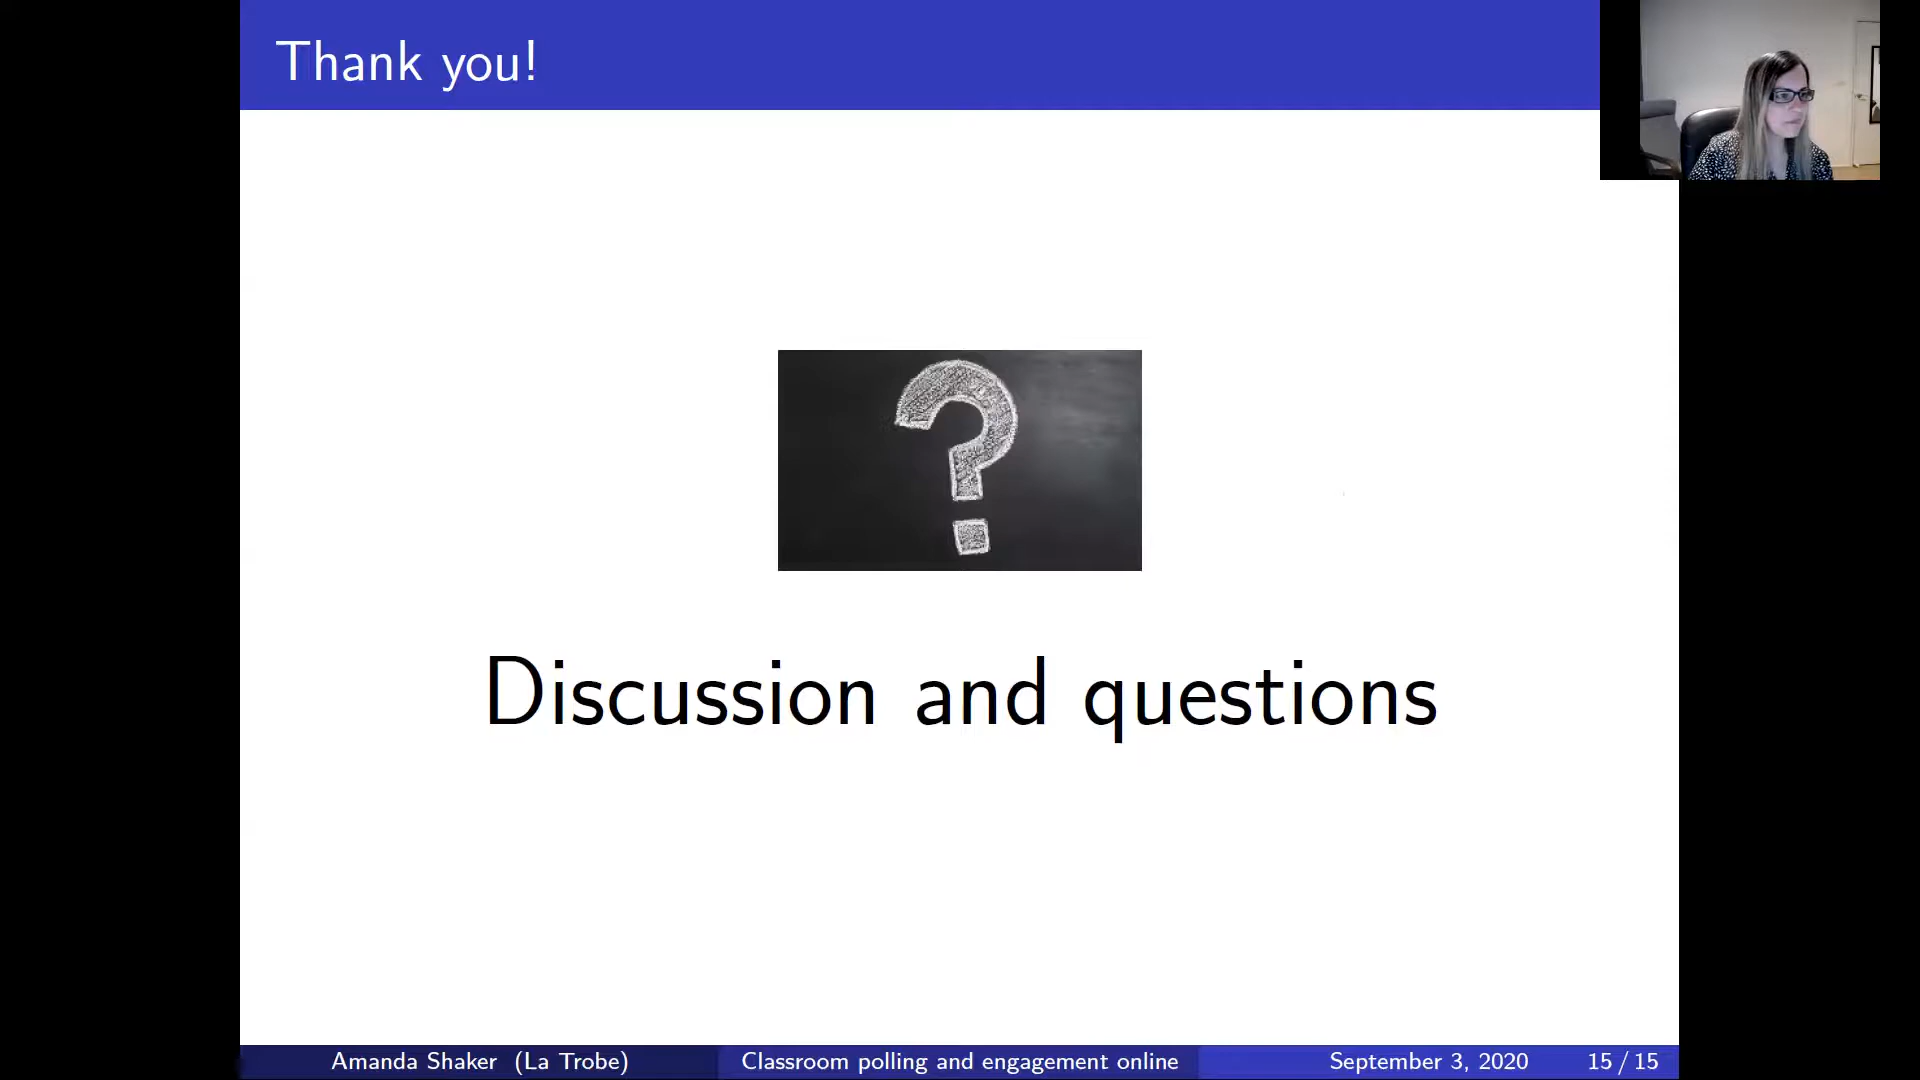 Thank you!
?
Discussion and questions
Amanda Shaker (La Trobe) Classroom polling and engagement online September 3, 2020 15 / 15